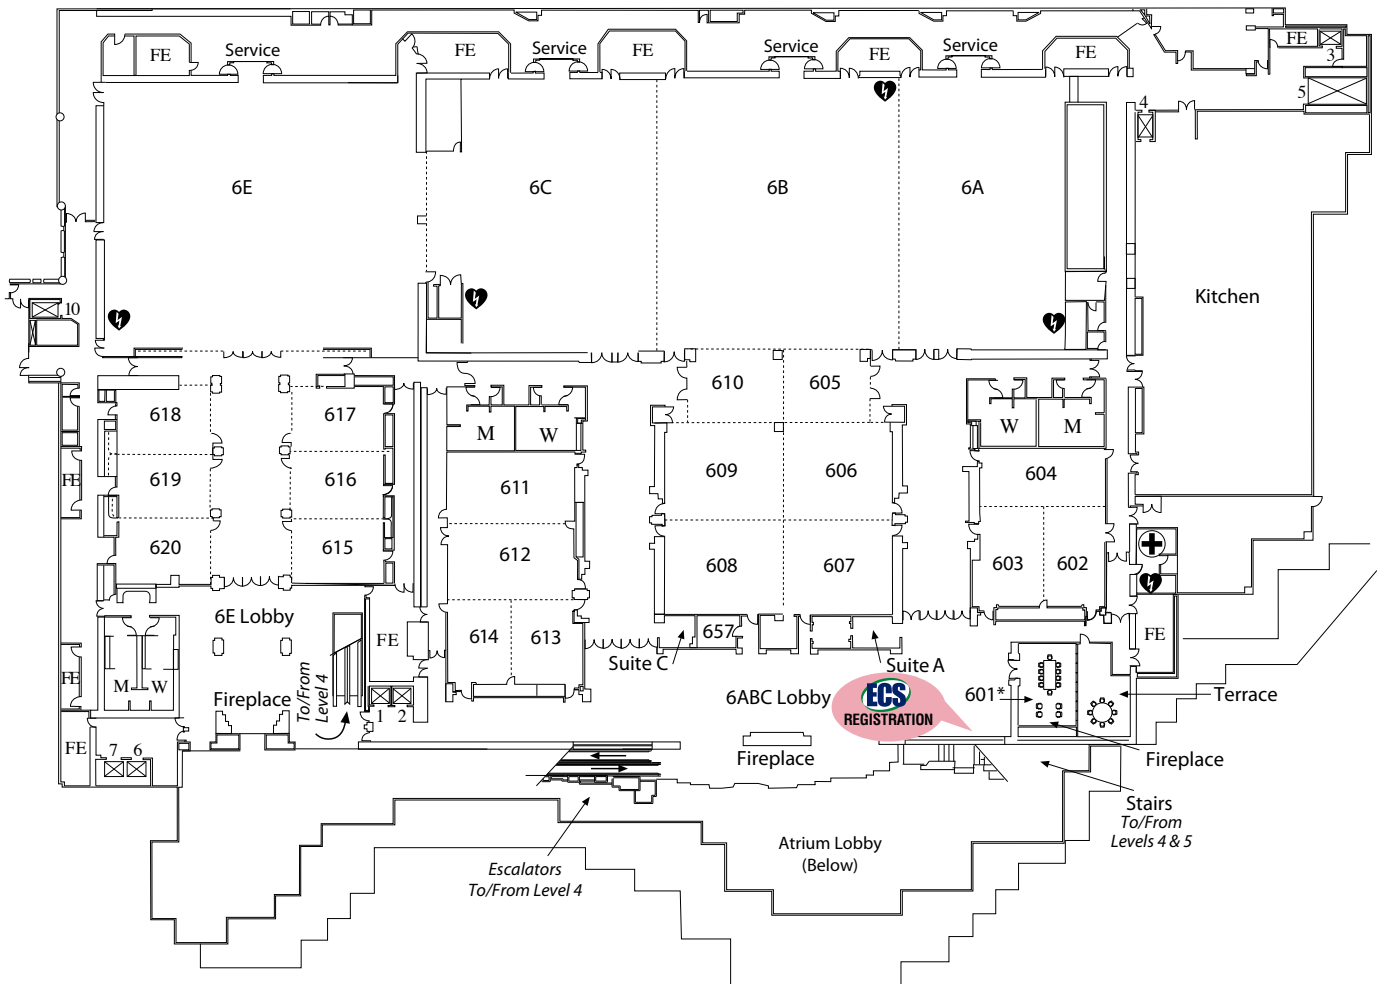 FE
Service
FE
Service
FE
Service
FE
Service
FE
FE
3
5
4
6E
6C
6B
6A
Kitchen
10
610
605
618
617
M
W
W
M
609
606
604
619
616
611
FE
620
615
612
608
607
603
602
6E Lobby
FE
614
613
657
FE
Suite C
Suite A
FE
M
W
Fireplace
To/From
Level 4
1
2
6ABC Lobby
ECS
REGISTRATION
601*
Terrace
FE
7
6
Fireplace
Fireplace
Stairs
To/From
Levels 4 & 5
Escalators
To/From Level 4
Atrium Lobby
(Below)